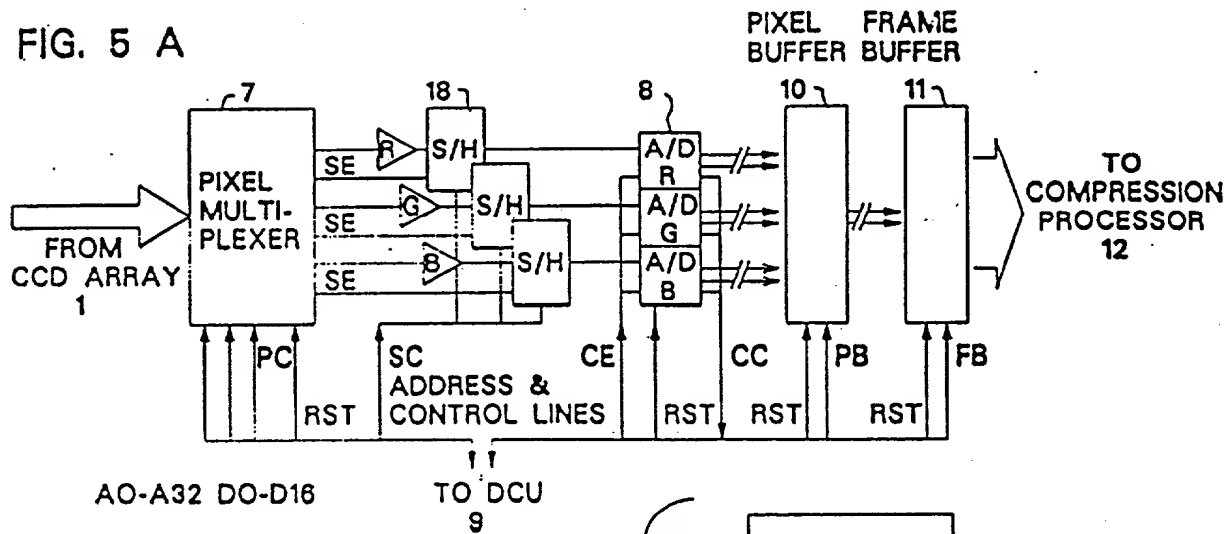 FIG. 5 A
PIXEL FRAME
BUFFER BUFFER
7
18
8
10
11
R
S/H
A/D
R
SE
PIXEL
MULTI-
PLEXER
G
S/H
A/D
G
SE
TO
COMPRESSION
PROCESSOR
12
FROM
CCD ARRAY
1
B
S/H
A/D
B
SE
PC
SC
CE
CC
PB
FB
ADDRESS &
CONTROL LINES
RST
RST
RST
RST
AO-A32 DO-D16
TO DCU
9